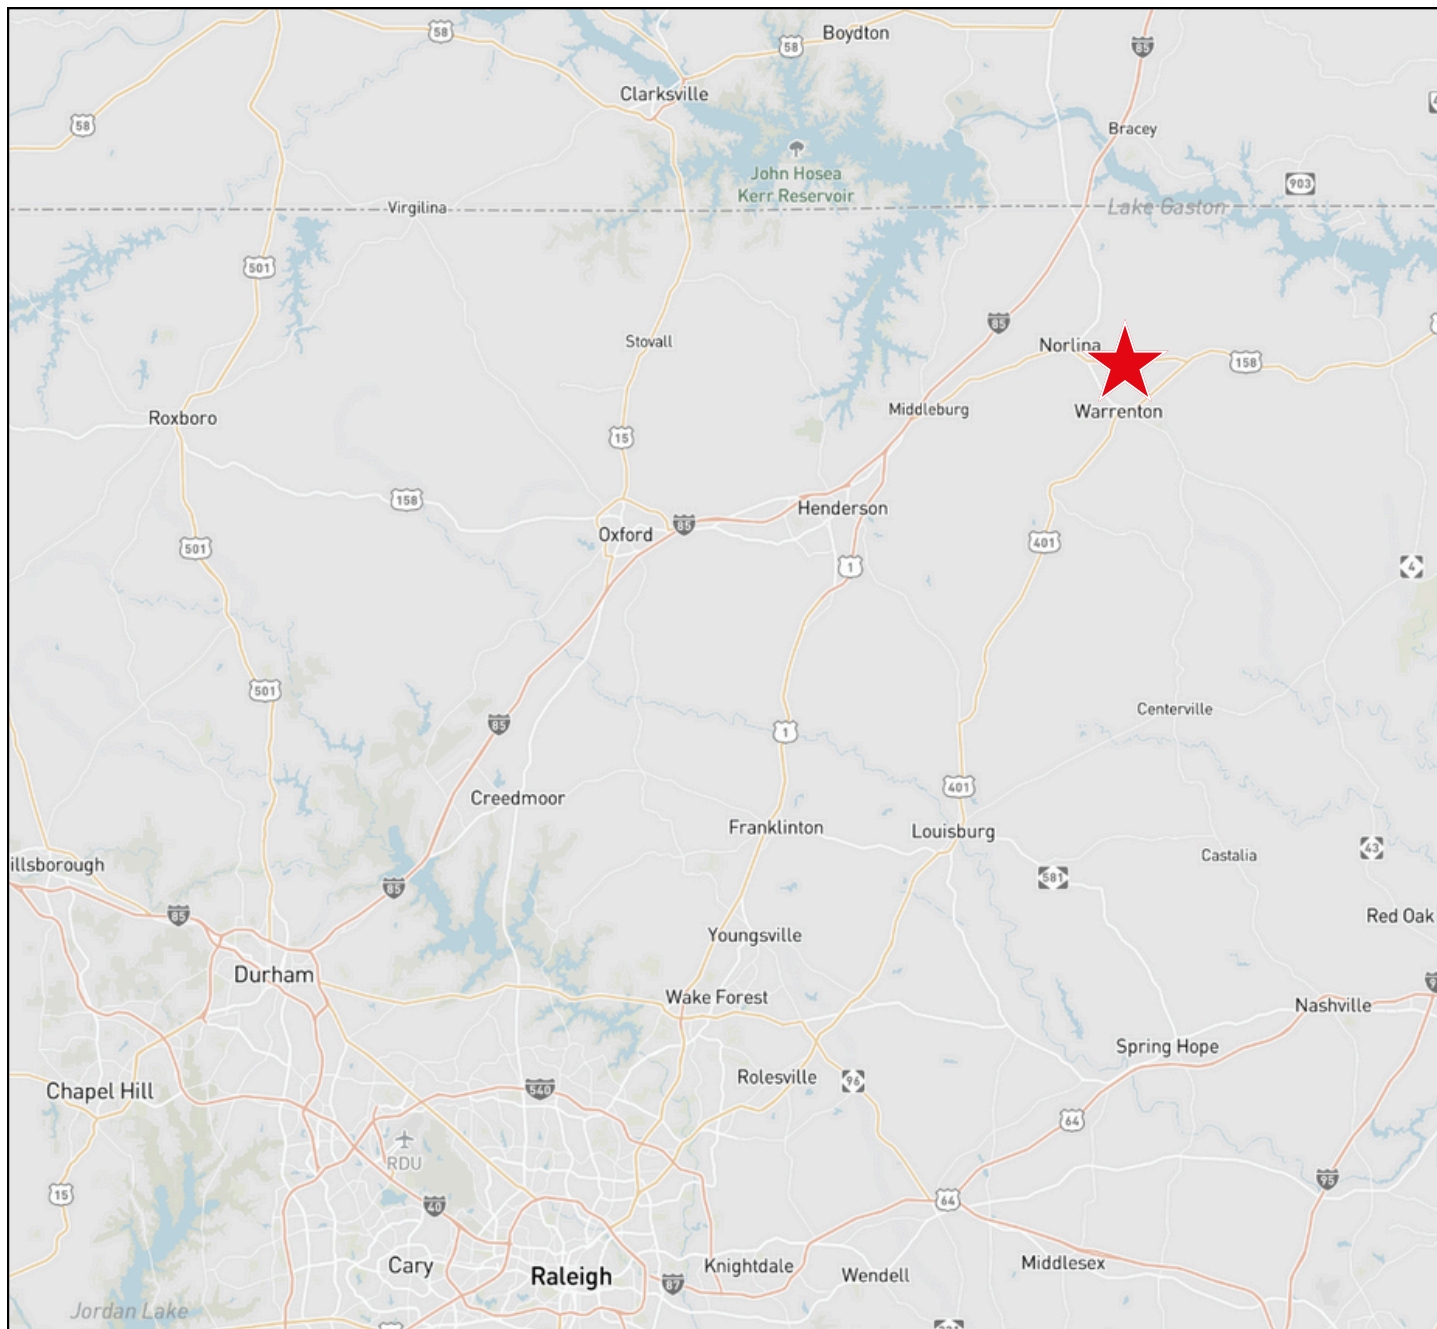 58
Boydton
58
85
Clarksville
58
Bracey
John Hosea
Kerr Reservoir
903
Virgilina
Lake Gaston
501
85
Stovall
Norlina
158
Roxboro
Middleburg
Warrenton
15
158
Henderson
85
Oxford
501
401
1
4
501
Centerville
85
1
401
Creedmoor
Franklinton
Louisburg
43
Castalia
illsborough
581
85
85
Red Oak
Youngsville
Durham
Wake Forest
Nashville
Spring Hope
Rolesville
96
Chapel Hill
540
64
RDU
95
15
64
40
Cary
Raleigh
Knightdale
Wendell
Middlesex
87
Jordan Lake